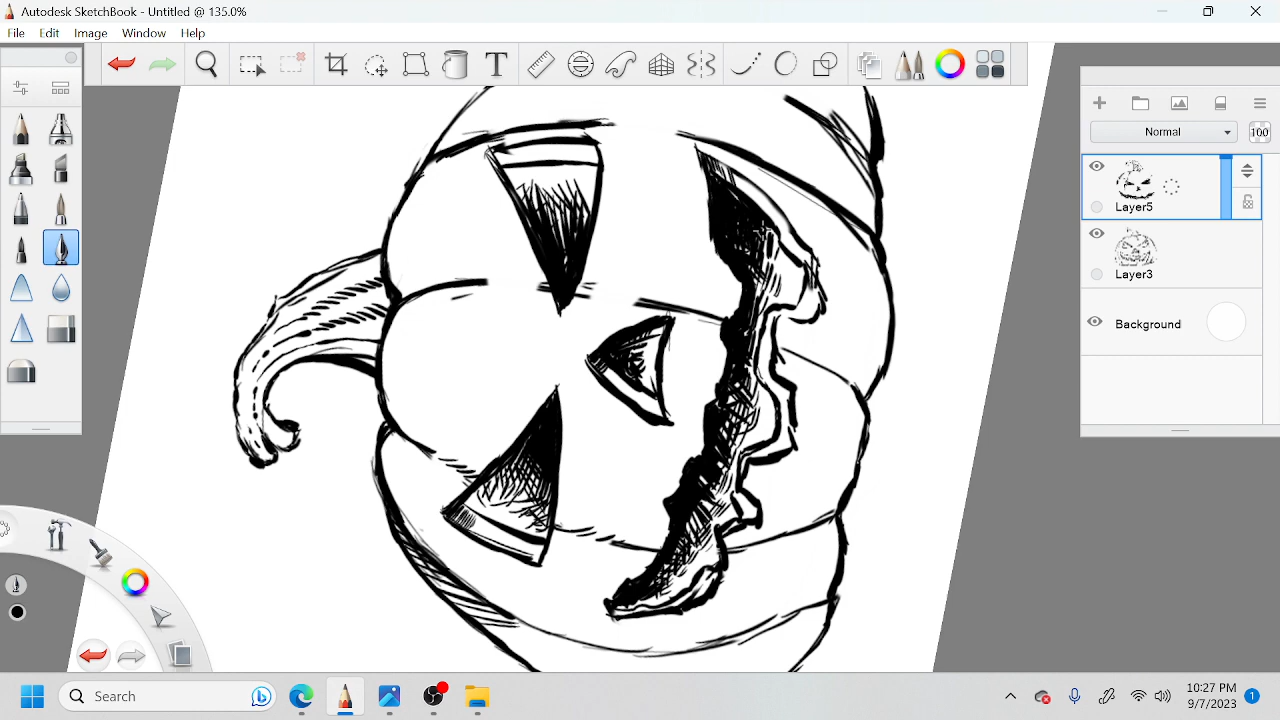 Autodesk SketchBook - Untitled @ 135.0%
File Edit Image Window Help
T
Normal
100
Layer5
Layer3
Background
Search
10:27 PM
9/7/2023
1